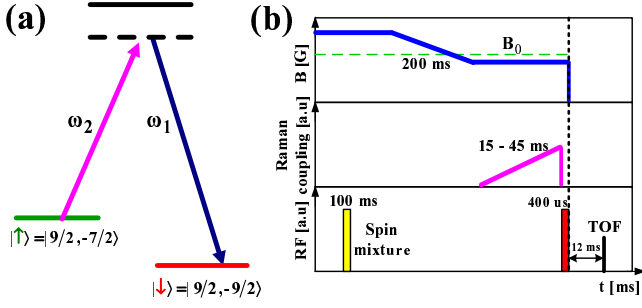 (a)
ω2
ω1
|↑⟩=|9/2,-7/2⟩
|↓⟩=|9/2,-9/2⟩
(b)
B [G]
B0
200 ms
Raman
coupling [a.u]
15 - 45 ms
RF [a.u]
100 ms
Spin
mixture
400 us
TOF
12 ms
t [ms]